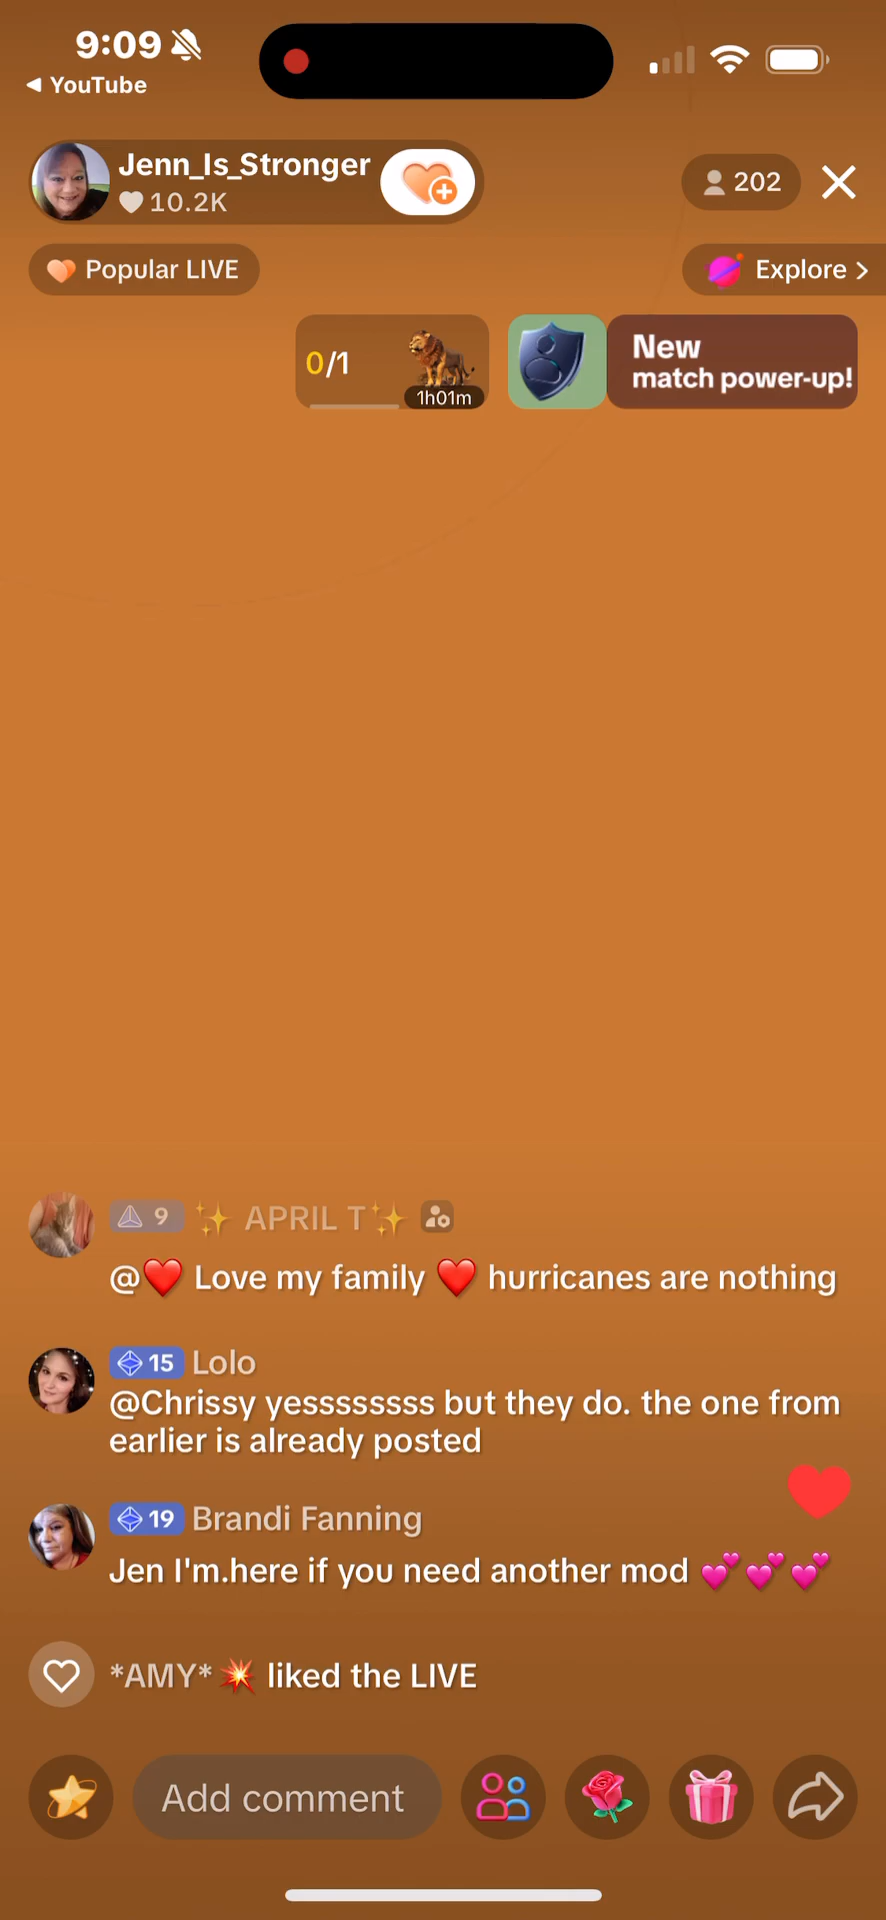 9:09
◀ YouTube
Jenn_Is_Stronger
10.2K
202
Popular LIVE
Explore >
0/1
1h01m
New
match power-up!
9 ✨ APRIL T✨
@❤️ Love my family ❤️ hurricanes are nothing
15 Lolo
@Chrissy yessssssss but they do. the one from
earlier is already posted
19 Brandi Fanning
Jen I'm.here if you need another mod 💕 💕 💕
*AMY*💥 liked the LIVE
Add comment